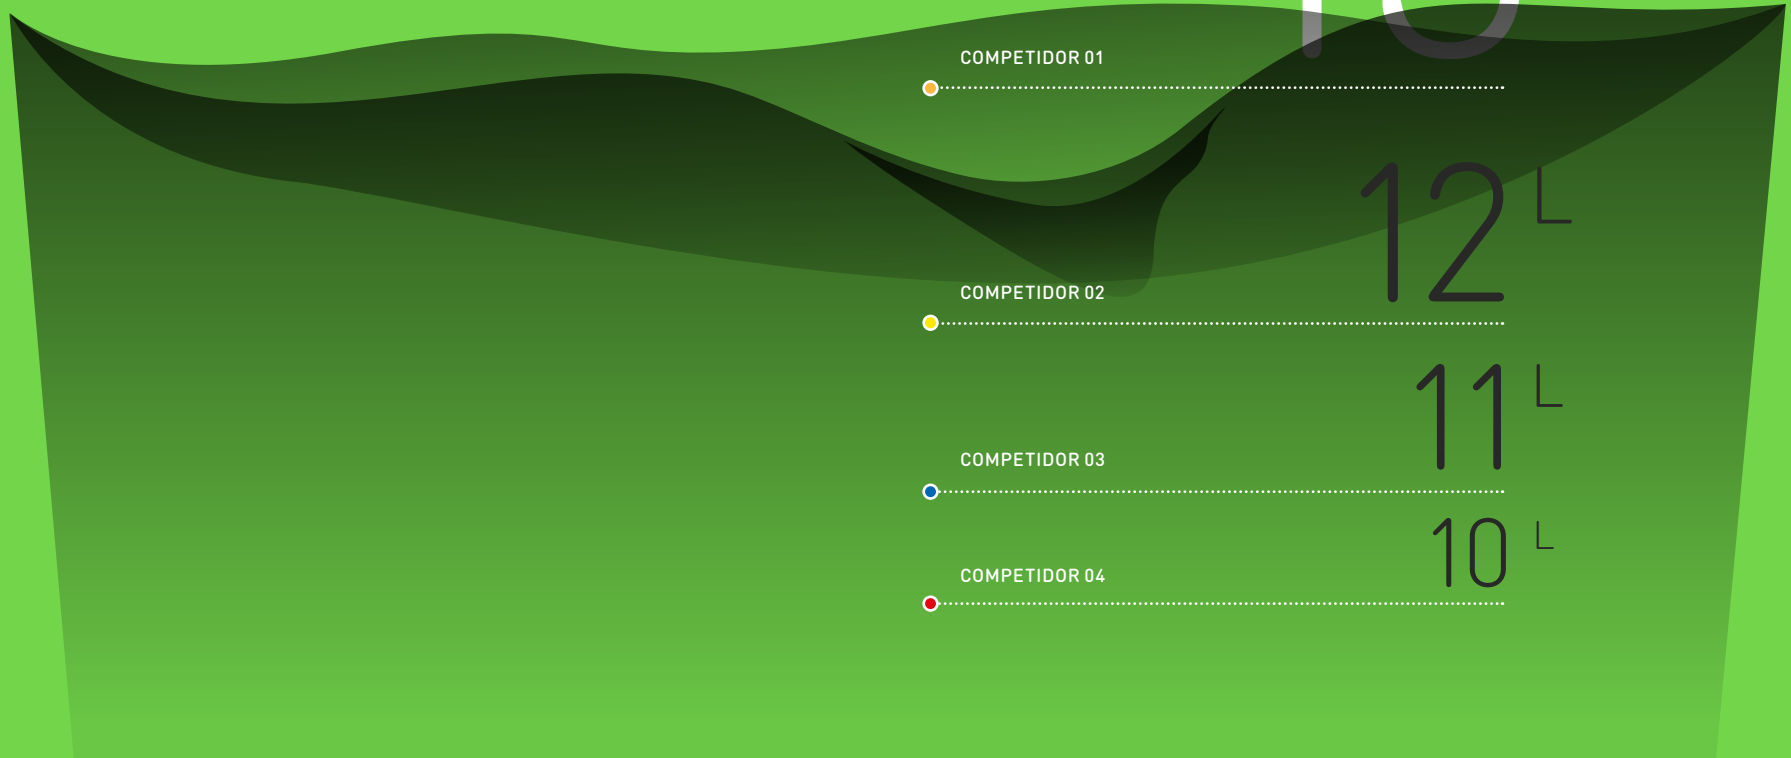 COMPETIDOR 01
12 L
COMPETIDOR 02
11 L
COMPETIDOR 03
10 L
COMPETIDOR 04